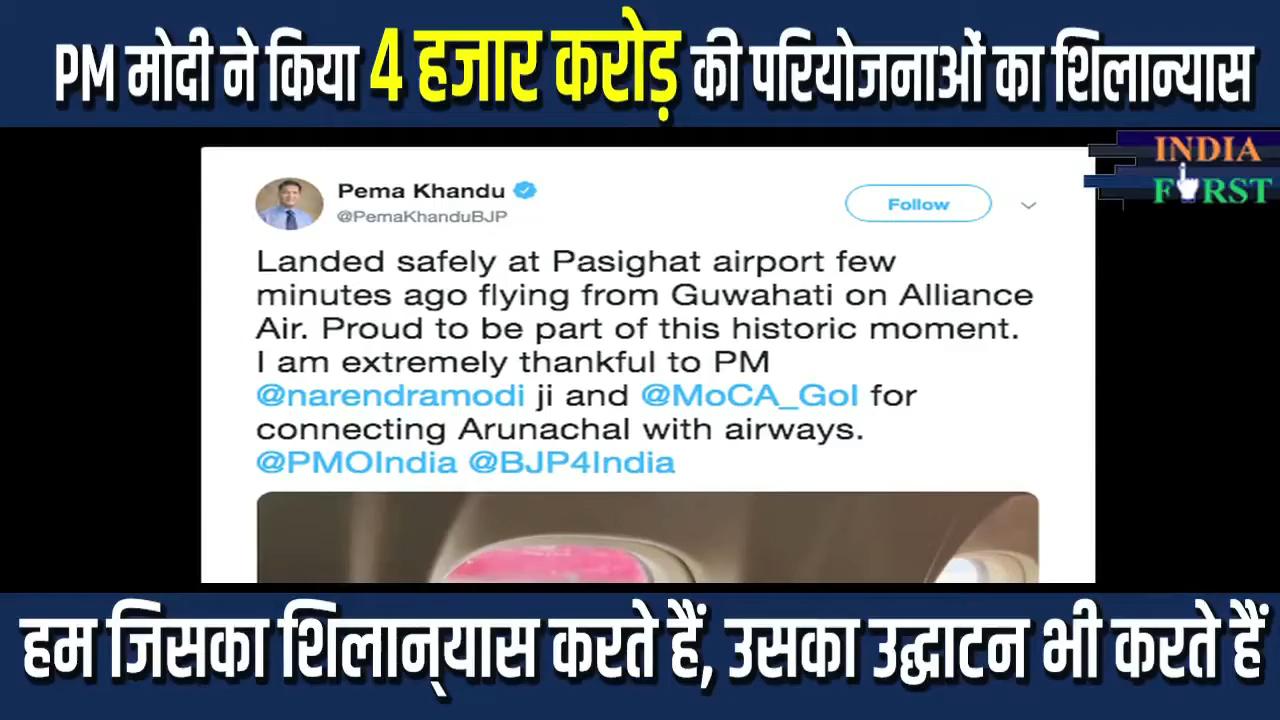 PM मोदी ने किया 4 हजार करोड़ की परियोजनाओं का शिलान्यास
INDIA
FIRST
Pema Khandu
@PemaKhanduBJP
Follow
Landed safely at Pasighat airport few
minutes ago flying from Guwahati on Alliance
Air. Proud to be part of this historic moment.
I am extremely thankful to PM
@narendramodi ji and @MoCA_GoI for
connecting Arunachal with airways.
@PMOIndia @BJP4India
हम जिसका शिलान्‌यास करते हैं, उसका उद्घाटन भी करते हैं